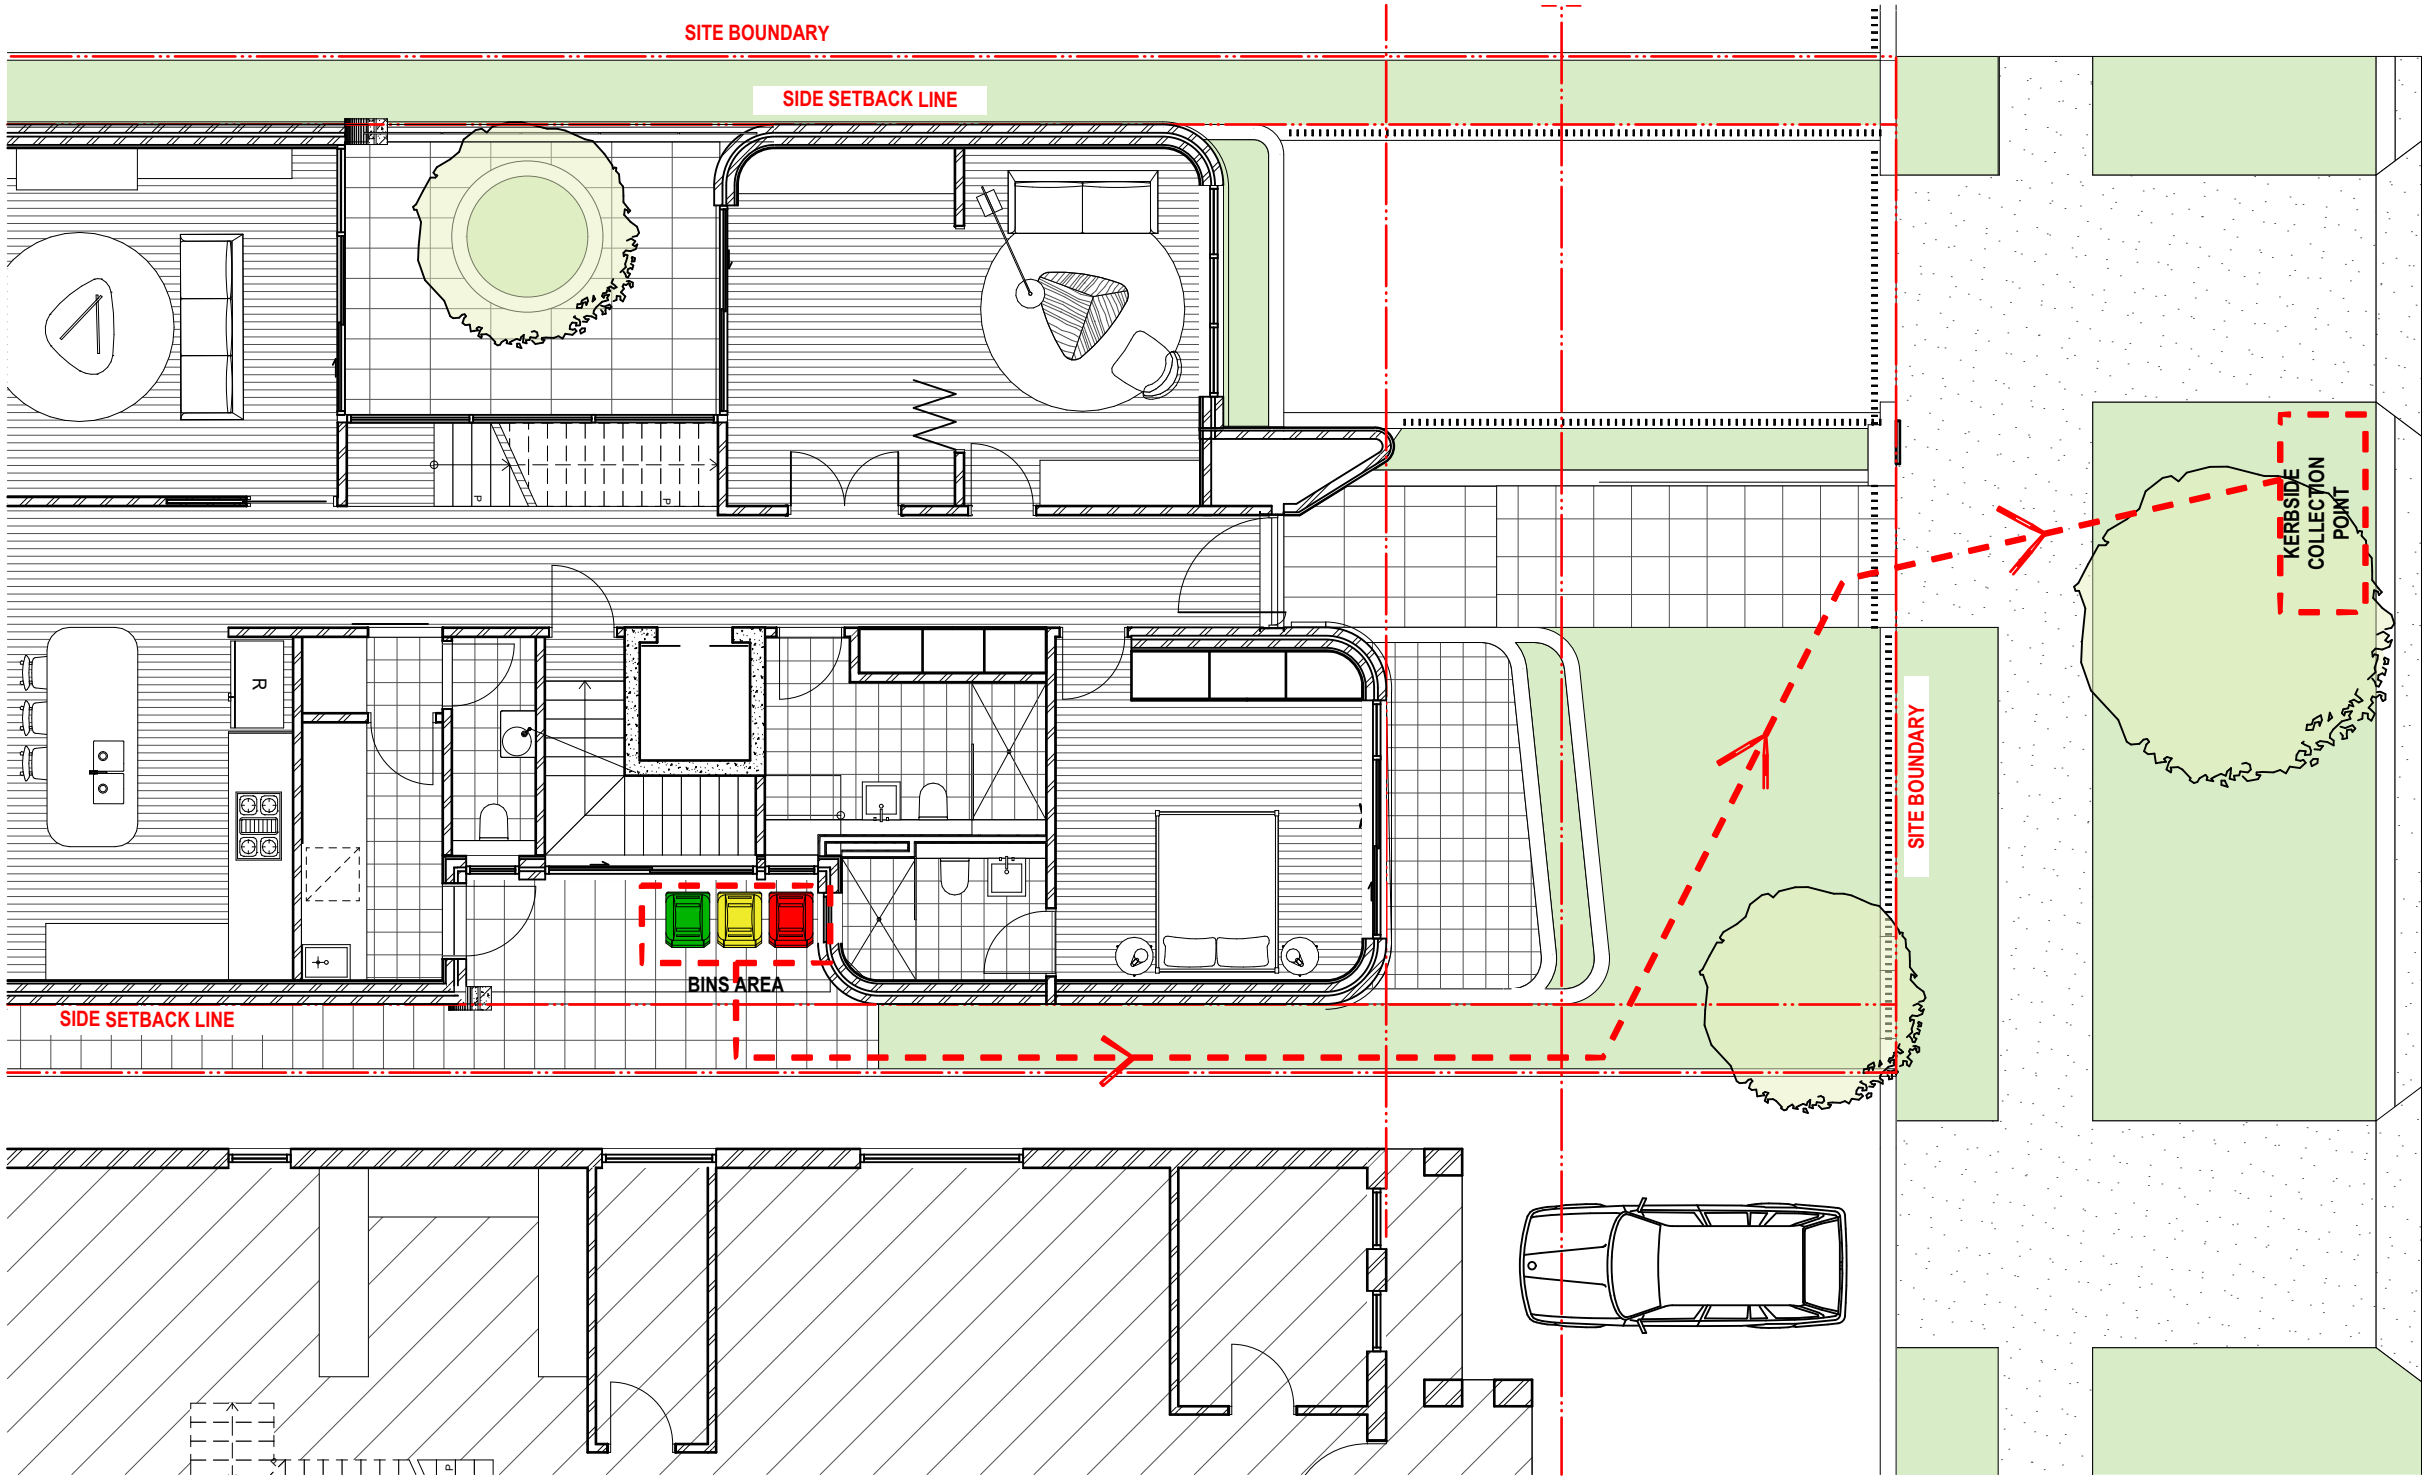 SITE BOUNDARY
SIDE SETBACK LINE
P
P
KERBSIDE
COLLECTION
POINT
R
SITE BOUNDARY
BINS AREA
SIDE SETBACK LINE
P